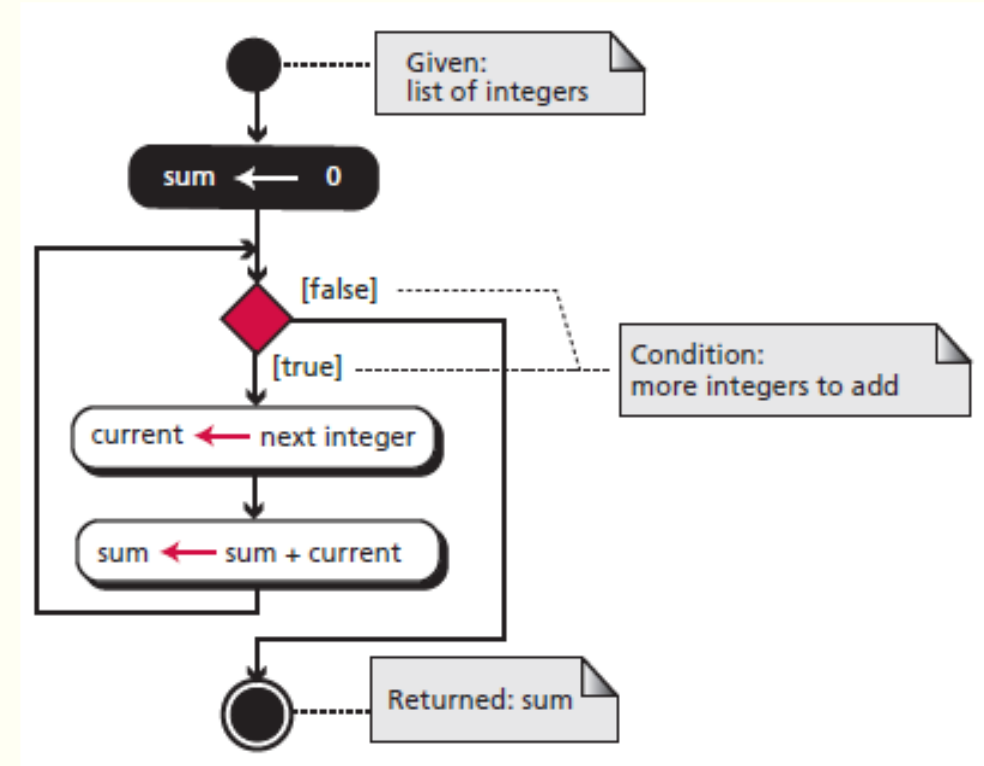 Given:
list of integers
sum ← 0
[false]
[true]
Condition:
more integers to add
current ← next integer
sum ← sum + current
Returned: sum